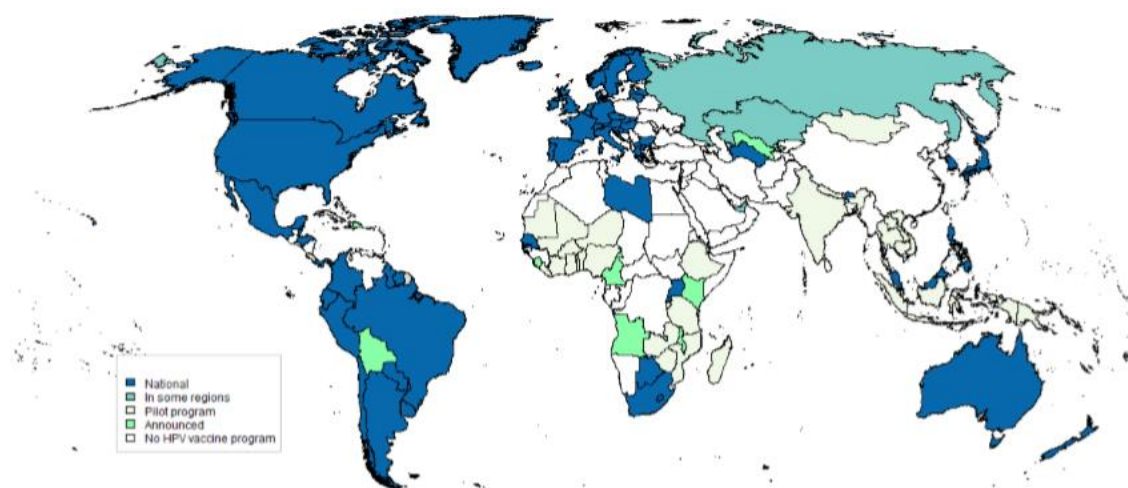 National
In some regions
Pilot program
Announced
No HPV vaccine program